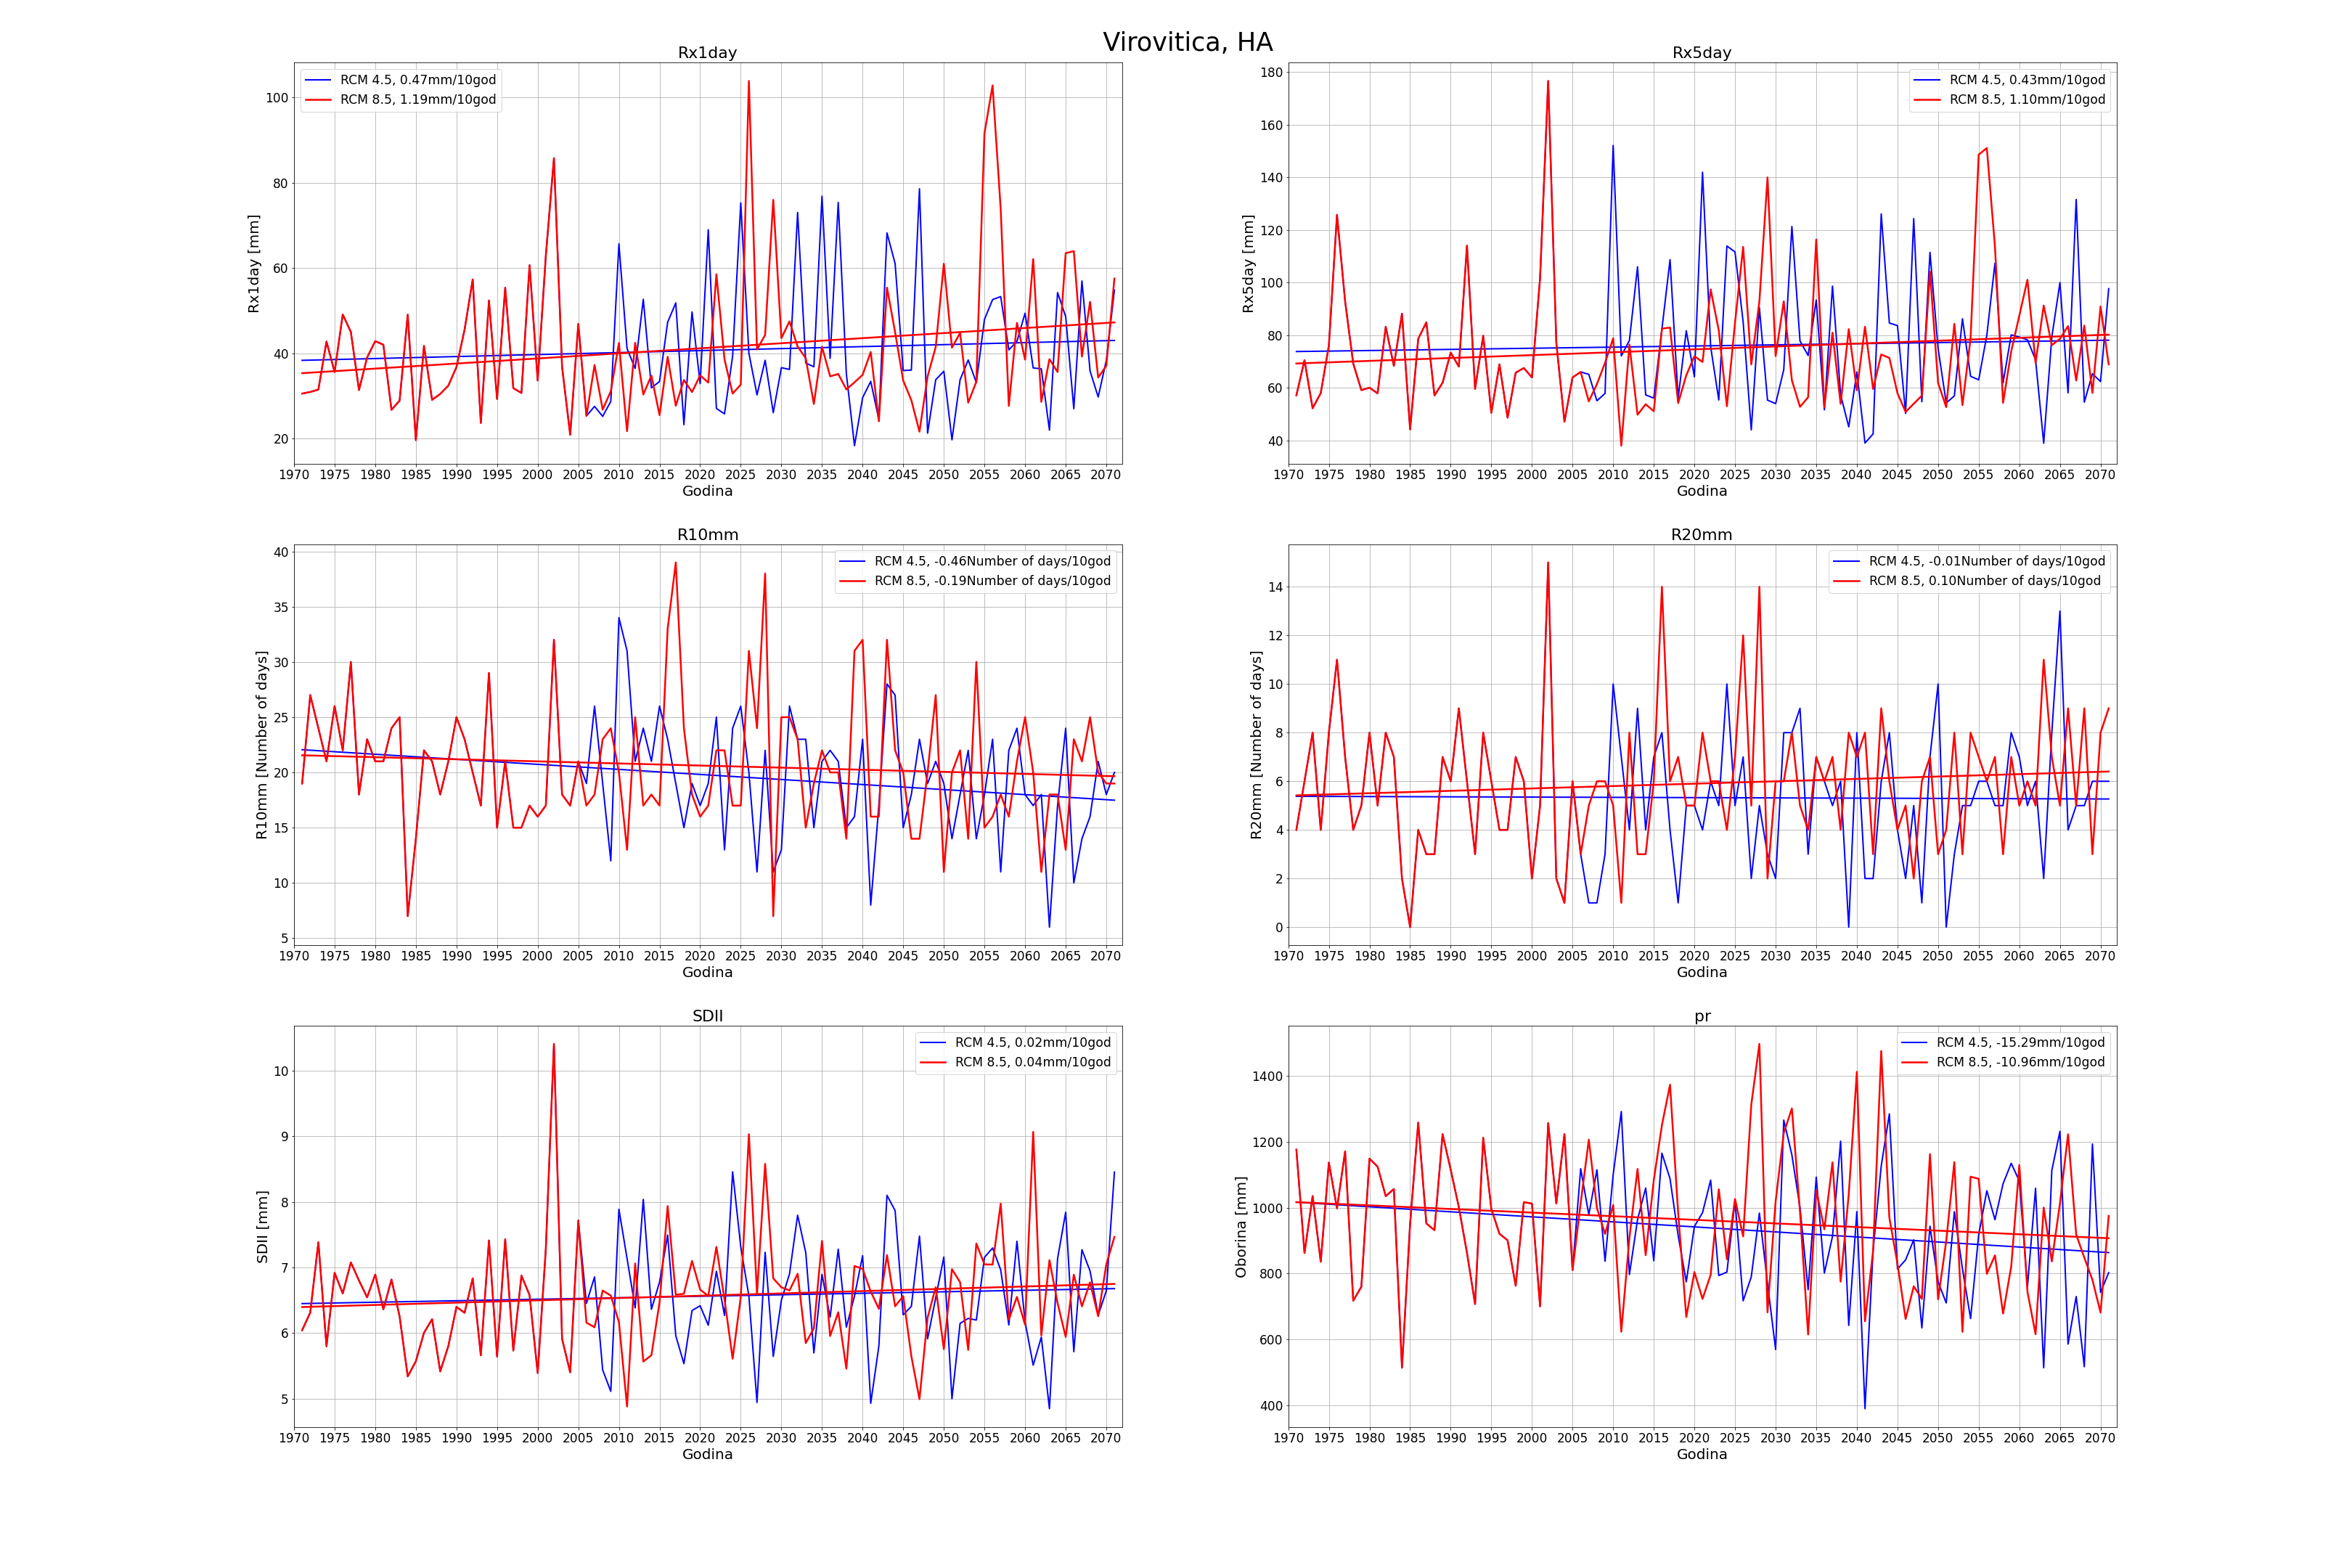 Virovitica, HA
Rx1day
RCM 4.5, 0.47mm/10god
RCM 8.5, 1.19mm/10god
Rx1day [mm]
100
80
60
40
20
1970 1975 1980 1985 1990 1995 2000 2005 2010 2015 2020 2025 2030 2035 2040 2045 2050 2055 2060 2065 2070
Godina
Rx5day
RCM 4.5, 0.43mm/10god
RCM 8.5, 1.10mm/10god
Rx5day [mm]
180
160
140
120
100
80
60
40
1970 1975 1980 1985 1990 1995 2000 2005 2010 2015 2020 2025 2030 2035 2040 2045 2050 2055 2060 2065 2070
Godina
R10mm
RCM 4.5, -0.46Number of days/10god
RCM 8.5, -0.19Number of days/10god
R10mm [Number of days]
40
35
30
25
20
15
10
5
1970 1975 1980 1985 1990 1995 2000 2005 2010 2015 2020 2025 2030 2035 2040 2045 2050 2055 2060 2065 2070
Godina
R20mm
RCM 4.5, -0.01Number of days/10god
RCM 8.5, 0.10Number of days/10god
R20mm [Number of days]
14
12
10
8
6
4
2
0
1970 1975 1980 1985 1990 1995 2000 2005 2010 2015 2020 2025 2030 2035 2040 2045 2050 2055 2060 2065 2070
Godina
SDII
RCM 4.5, 0.02mm/10god
RCM 8.5, 0.04mm/10god
SDII [mm]
10
9
8
7
6
5
1970 1975 1980 1985 1990 1995 2000 2005 2010 2015 2020 2025 2030 2035 2040 2045 2050 2055 2060 2065 2070
Godina
pr
RCM 4.5, -15.29mm/10god
RCM 8.5, -10.96mm/10god
Oborina [mm]
1400
1200
1000
800
600
400
1970 1975 1980 1985 1990 1995 2000 2005 2010 2015 2020 2025 2030 2035 2040 2045 2050 2055 2060 2065 2070
Godina